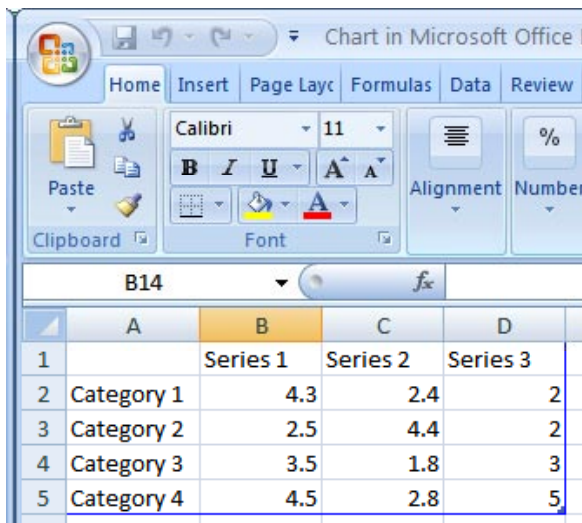 Chart in Microsoft Office
Home Insert Page Layc Formulas Data Review
Calibri 11 %
B I U A A
Paste Alignment Number
A
Clipboard Font
B14 fx
A B C D
1 Series 1 Series 2 Series 3
2 Category 1 4.3 2.4 2
3 Category 2 2.5 4.4 2
4 Category 3 3.5 1.8 3
5 Category 4 4.5 2.8 5